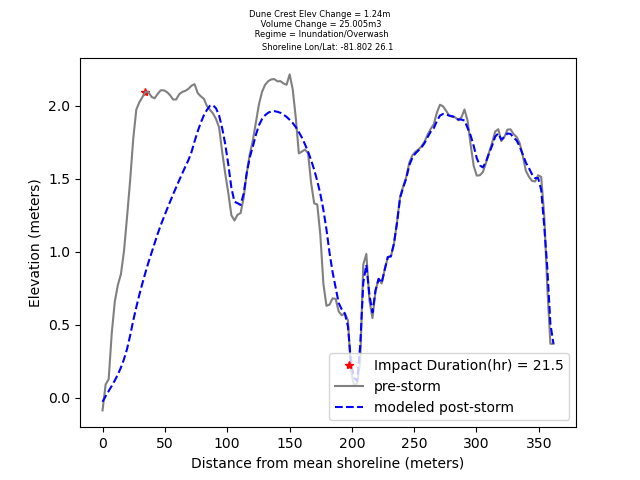 Dune Crest Elev Change = 1.24m
Volume Change = 25.005m3
Regime = Inundation/Overwash
Shoreline Lon/Lat: -81.802 26.1
2.0
1.5
1.0
0.5
0.0
Elevation (meters)
Impact Duration(hr) = 21.5
pre-storm
modeled post-storm
0 50 100 150 200 250 300 350
Distance from mean shoreline (meters)